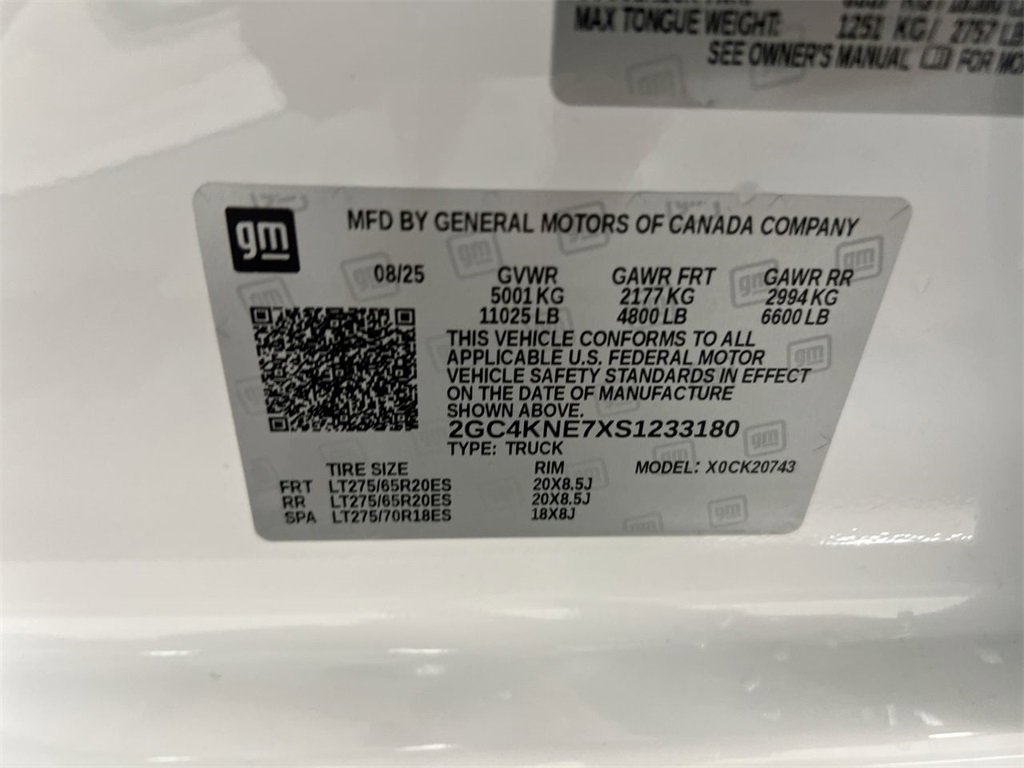 MAX TONGUE WEIGHT: 1251 KG / 2757 LB
SEE OWNER'S MANUAL FOR
gm
MFD BY GENERAL MOTORS OF CANADA COMPANY
08/25 GVWR GAWR FRT GAWR RR
5001 KG 2177 KG 2994 KG
11025 LB 4800 LB 6600 LB
THIS VEHICLE CONFORMS TO ALL
APPLICABLE U.S. FEDERAL MOTOR
VEHICLE SAFETY STANDARDS IN EFFECT
ON THE DATE OF MANUFACTURE
SHOWN ABOVE.
2GC4KNE7XS1233180
TYPE: TRUCK
TIRE SIZE RIM MODEL: X0CK20743
FRT LT275/65R20ES 20X8.5J
RR LT275/65R20ES 20X8.5J
SPA LT275/70R18ES 18X8J